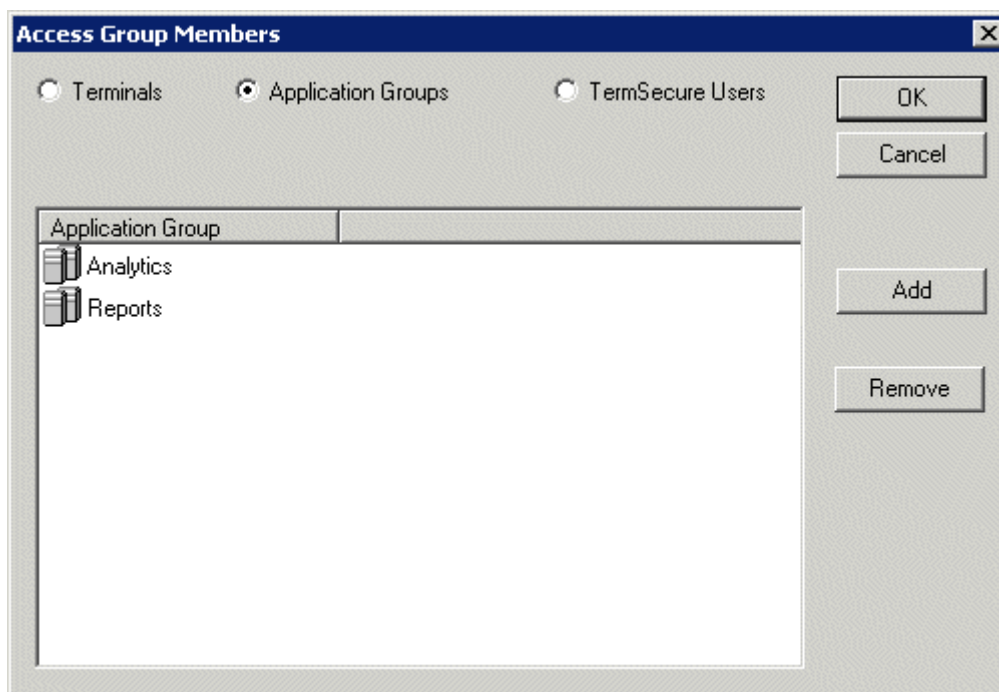 Access Group Members
Terminals Application Groups TermSecure Users
OK
Cancel
Application Group
Analytics
Reports
Add
Remove